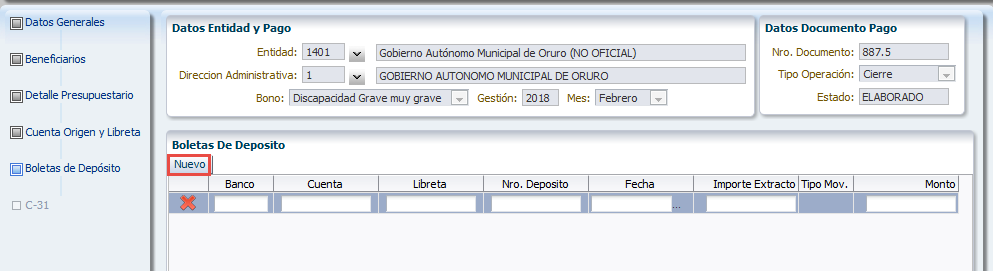 Datos Generales
Beneficiarios
Detalle Presupuestario
Cuenta Origen y Libreta
Boletas de Depósito
C-31
Datos Entidad y Pago
Entidad: 1401 Gobierno Autónomo Municipal de Oruro (NO OFICIAL)
Direccion Administrativa: 1 GOBIERNO AUTONOMO MUNICIPAL DE ORURO
Bono: Discapacidad Grave muy grave Gestión: 2018 Mes: Febrero
Datos Documento Pago
Nro. Documento: 887.5
Tipo Operación: Cierre
Estado: ELABORADO
Boletas De Deposito
Nuevo
Banco Cuenta Libreta Nro. Deposito Fecha Importe Extracto Tipo Mov. Monto
...